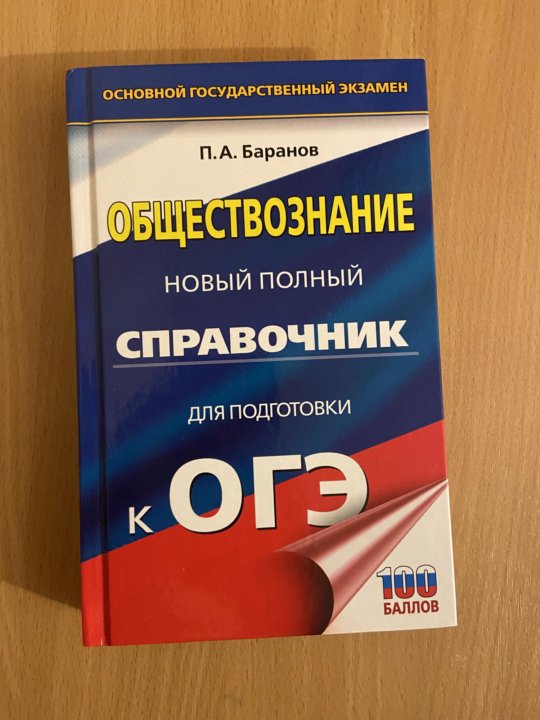 ОСНОВНОЙ ГОСУДАРСТВЕННЫЙ ЭКЗАМЕН
П.А. Баранов
ОБЩЕСТВОЗНАНИЕ
НОВЫЙ ПОЛНЫЙ
СПРАВОЧНИК
ДЛЯ ПОДГОТОВКИ
К ОГЭ
100
БАЛЛОВ